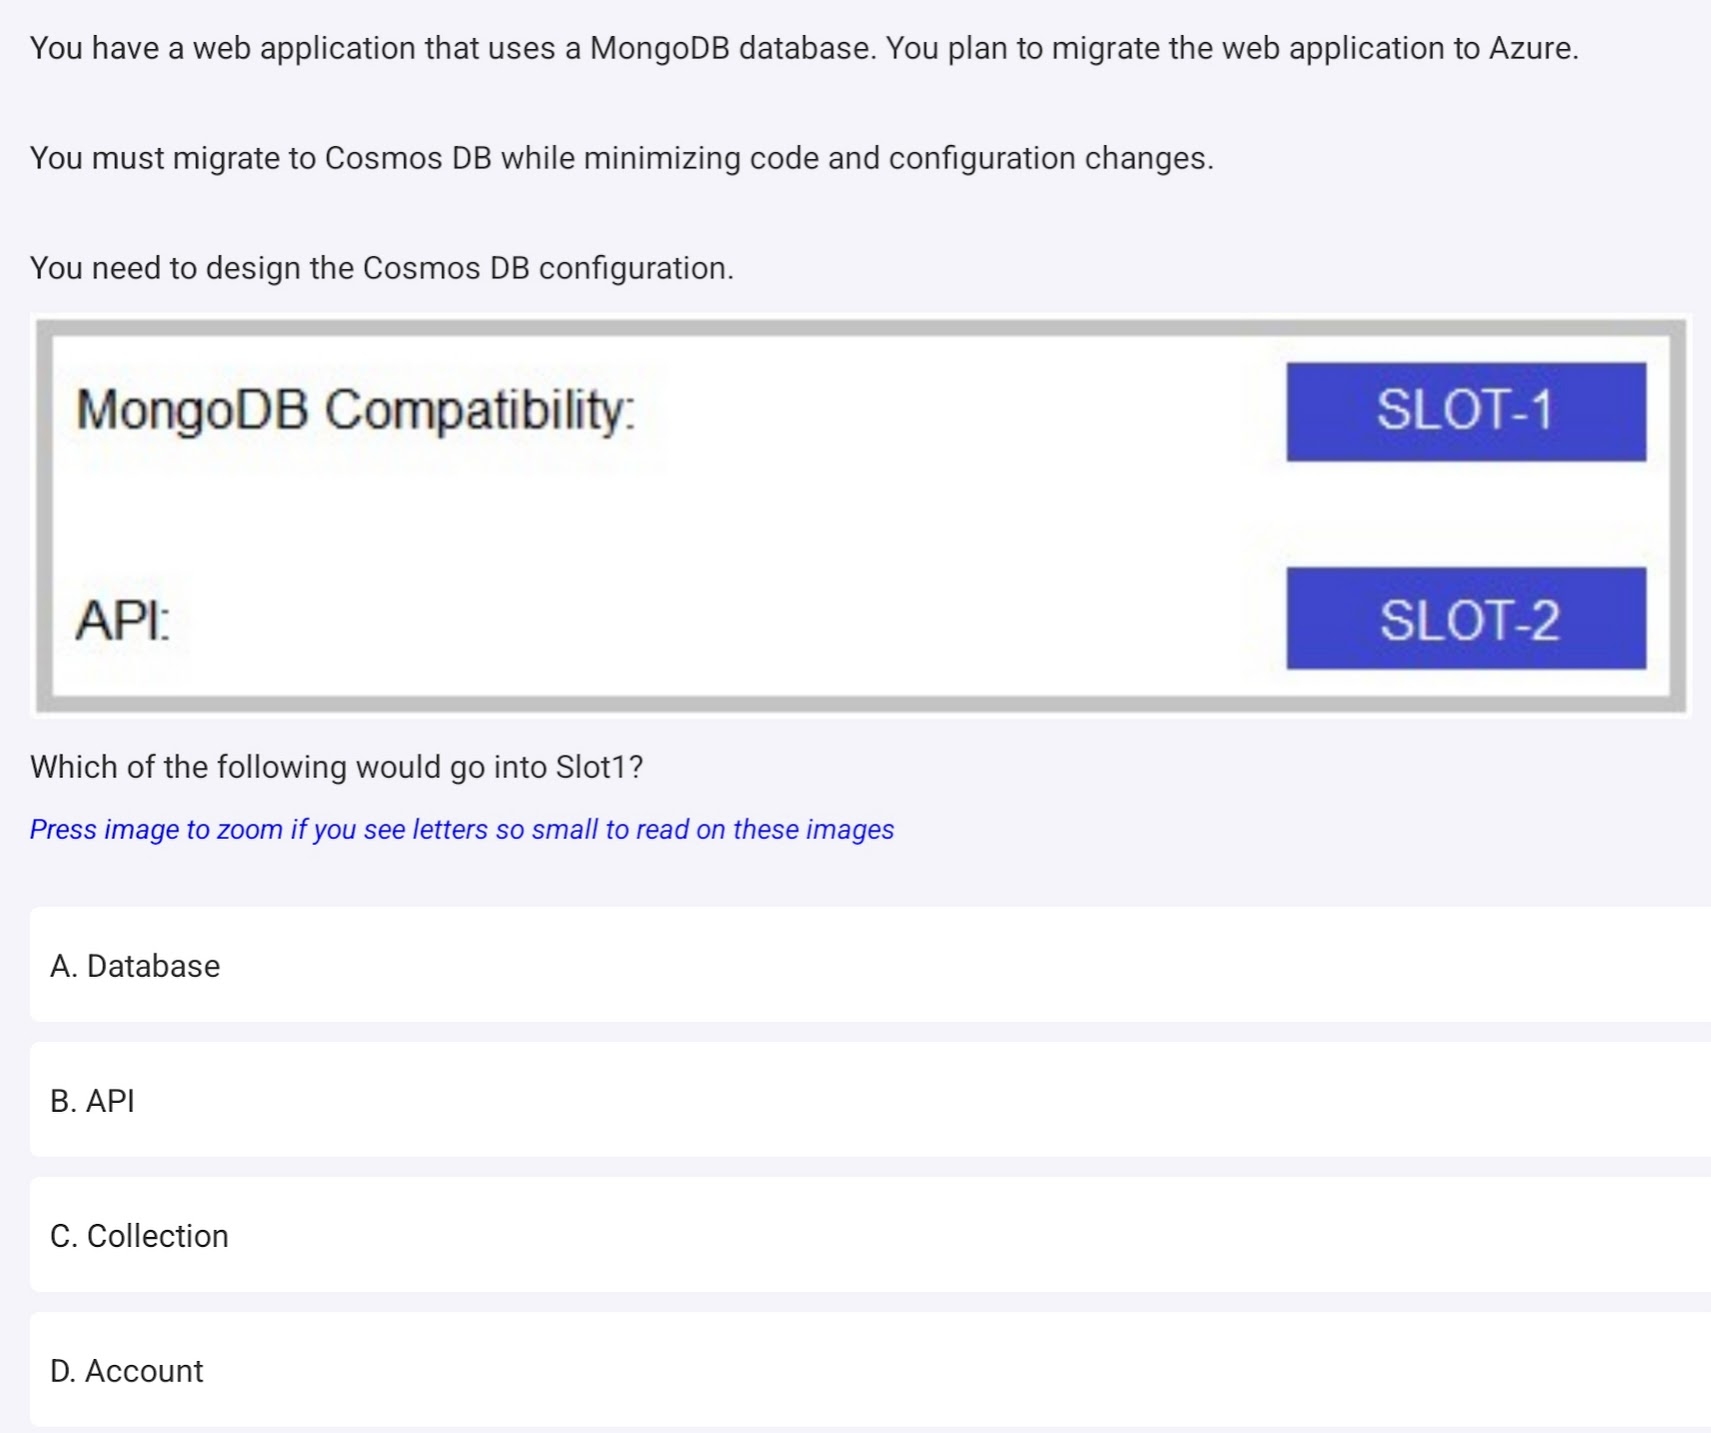 You have a web application that uses a MongoDB database. You plan to migrate the web application to Azure.
You must migrate to Cosmos DB while minimizing code and configuration changes.
You need to design the Cosmos DB configuration.
MongoDB Compatibility:
SLOT-1
API:
SLOT-2
Which of the following would go into Slot1?
Press image to zoom if you see letters so small to read on these images
A. Database
B. API
C. Collection
D. Account